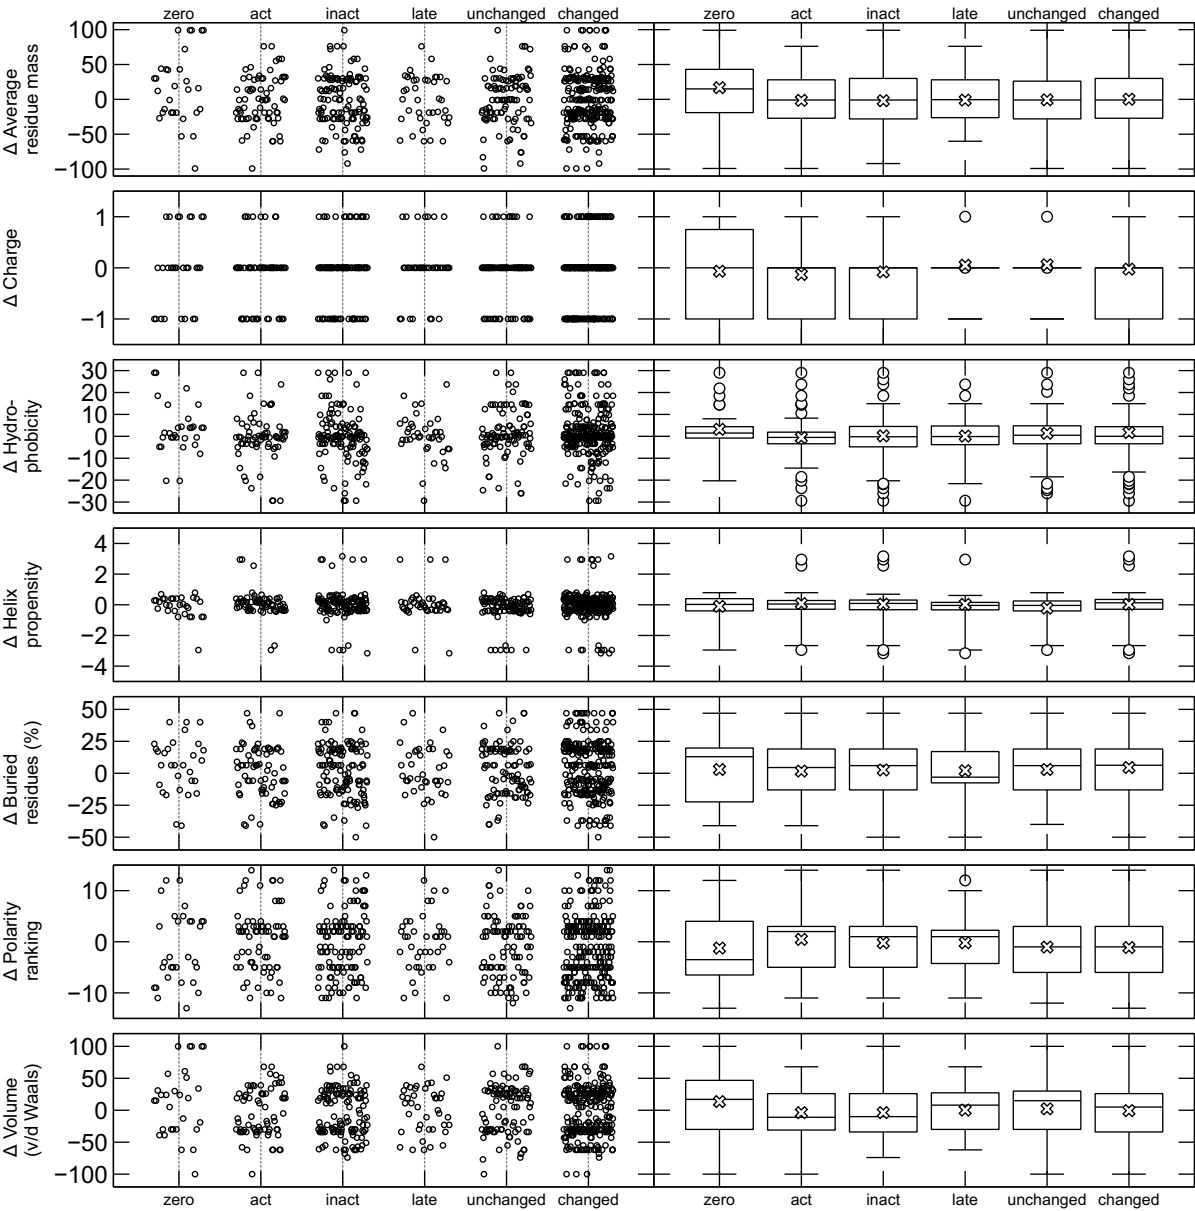 zero act inact late unchanged changed zero act inact late unchanged changed
Δ Average
residue mass
100
50
0
−50
−100
Δ Charge
1
0
−1
Δ Hydro-
phobicity
30
20
10
0
−10
−20
−30
Δ Helix
propensity
4
2
0
−2
−4
Δ Buried
residues (%)
50
25
0
−25
−50
Δ Polarity
ranking
10
0
−10
Δ Volume
(v/d Waals)
100
50
0
−50
−100
zero act inact late unchanged changed zero act inact late unchanged changed